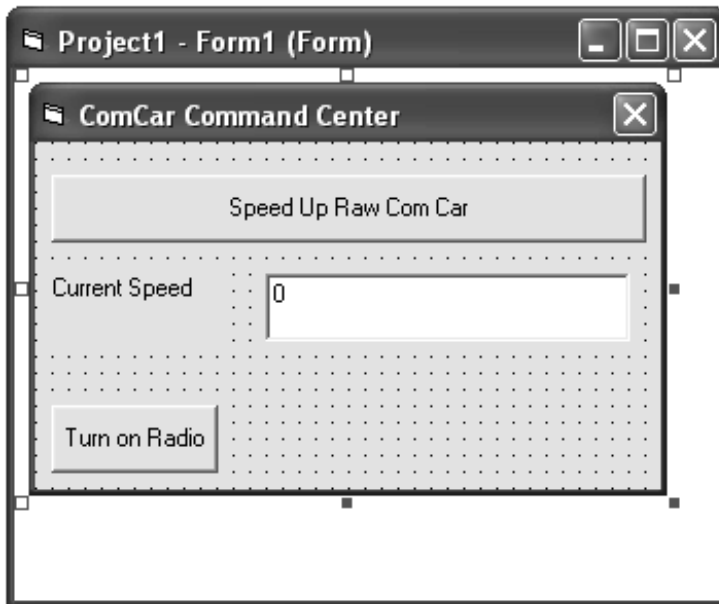 Project1 - Form1 (Form)
ComCar Command Center
Speed Up Raw Com Car
Current Speed
0
Turn on Radio